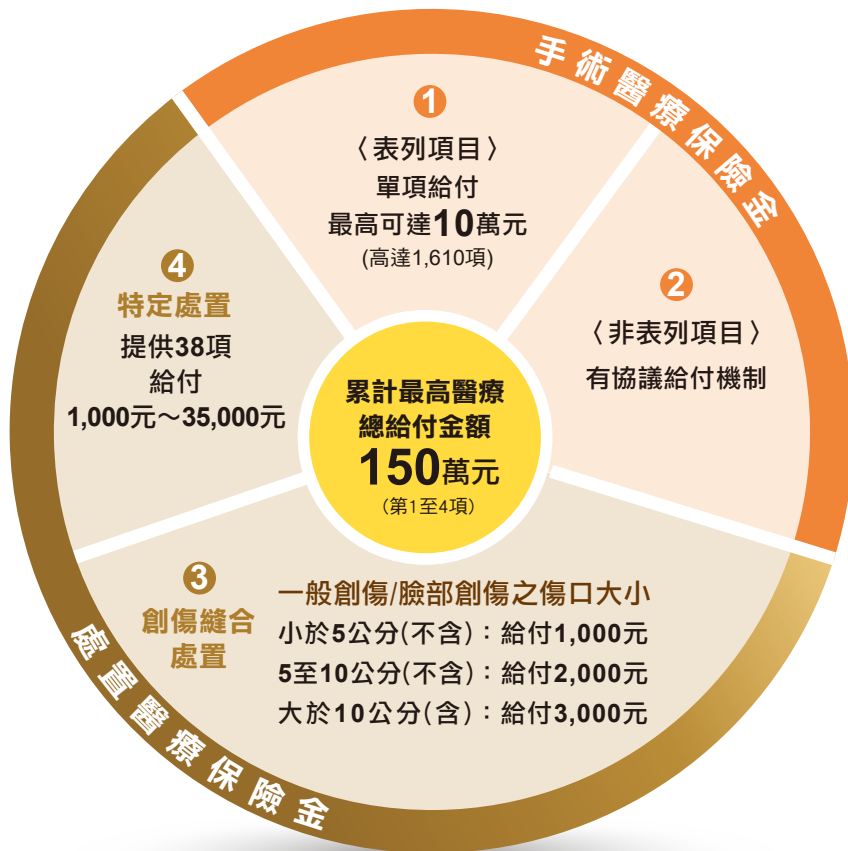 手術醫療保險金
1
〈表列項目〉
單項給付
最高可達10萬元
(高達1,610項)
2
〈非表列項目〉
有協議給付機制
累計最高醫療
總給付金額
150萬元
(第1至4項)
處置醫療保險金
3
創傷縫合
處置
一般創傷/臉部創傷之傷口大小
小於5公分(不含)：給付1,000元
5至10公分(不含)：給付2,000元
大於10公分(含)：給付3,000元
4
特定處置
提供38項
給付
1,000元～35,000元